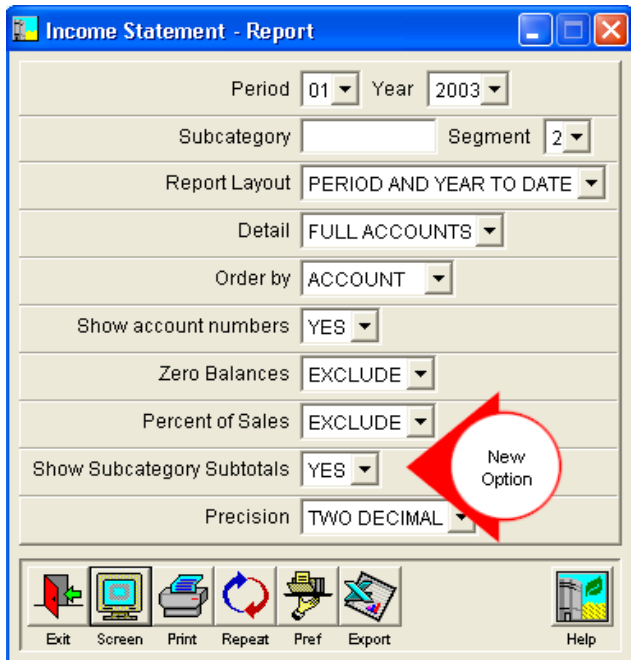 Income Statement - Report
Period 01 Year 2003
Subcategory Segment 2
Report Layout PERIOD AND YEAR TO DATE
Detail FULL ACCOUNTS
Order by ACCOUNT
Show account numbers YES
Zero Balances EXCLUDE
Percent of Sales EXCLUDE
Show Subcategory Subtotals YES
New
Option
Precision TWO DECIMAL
Exit Screen Print Repeat Pref Export Help